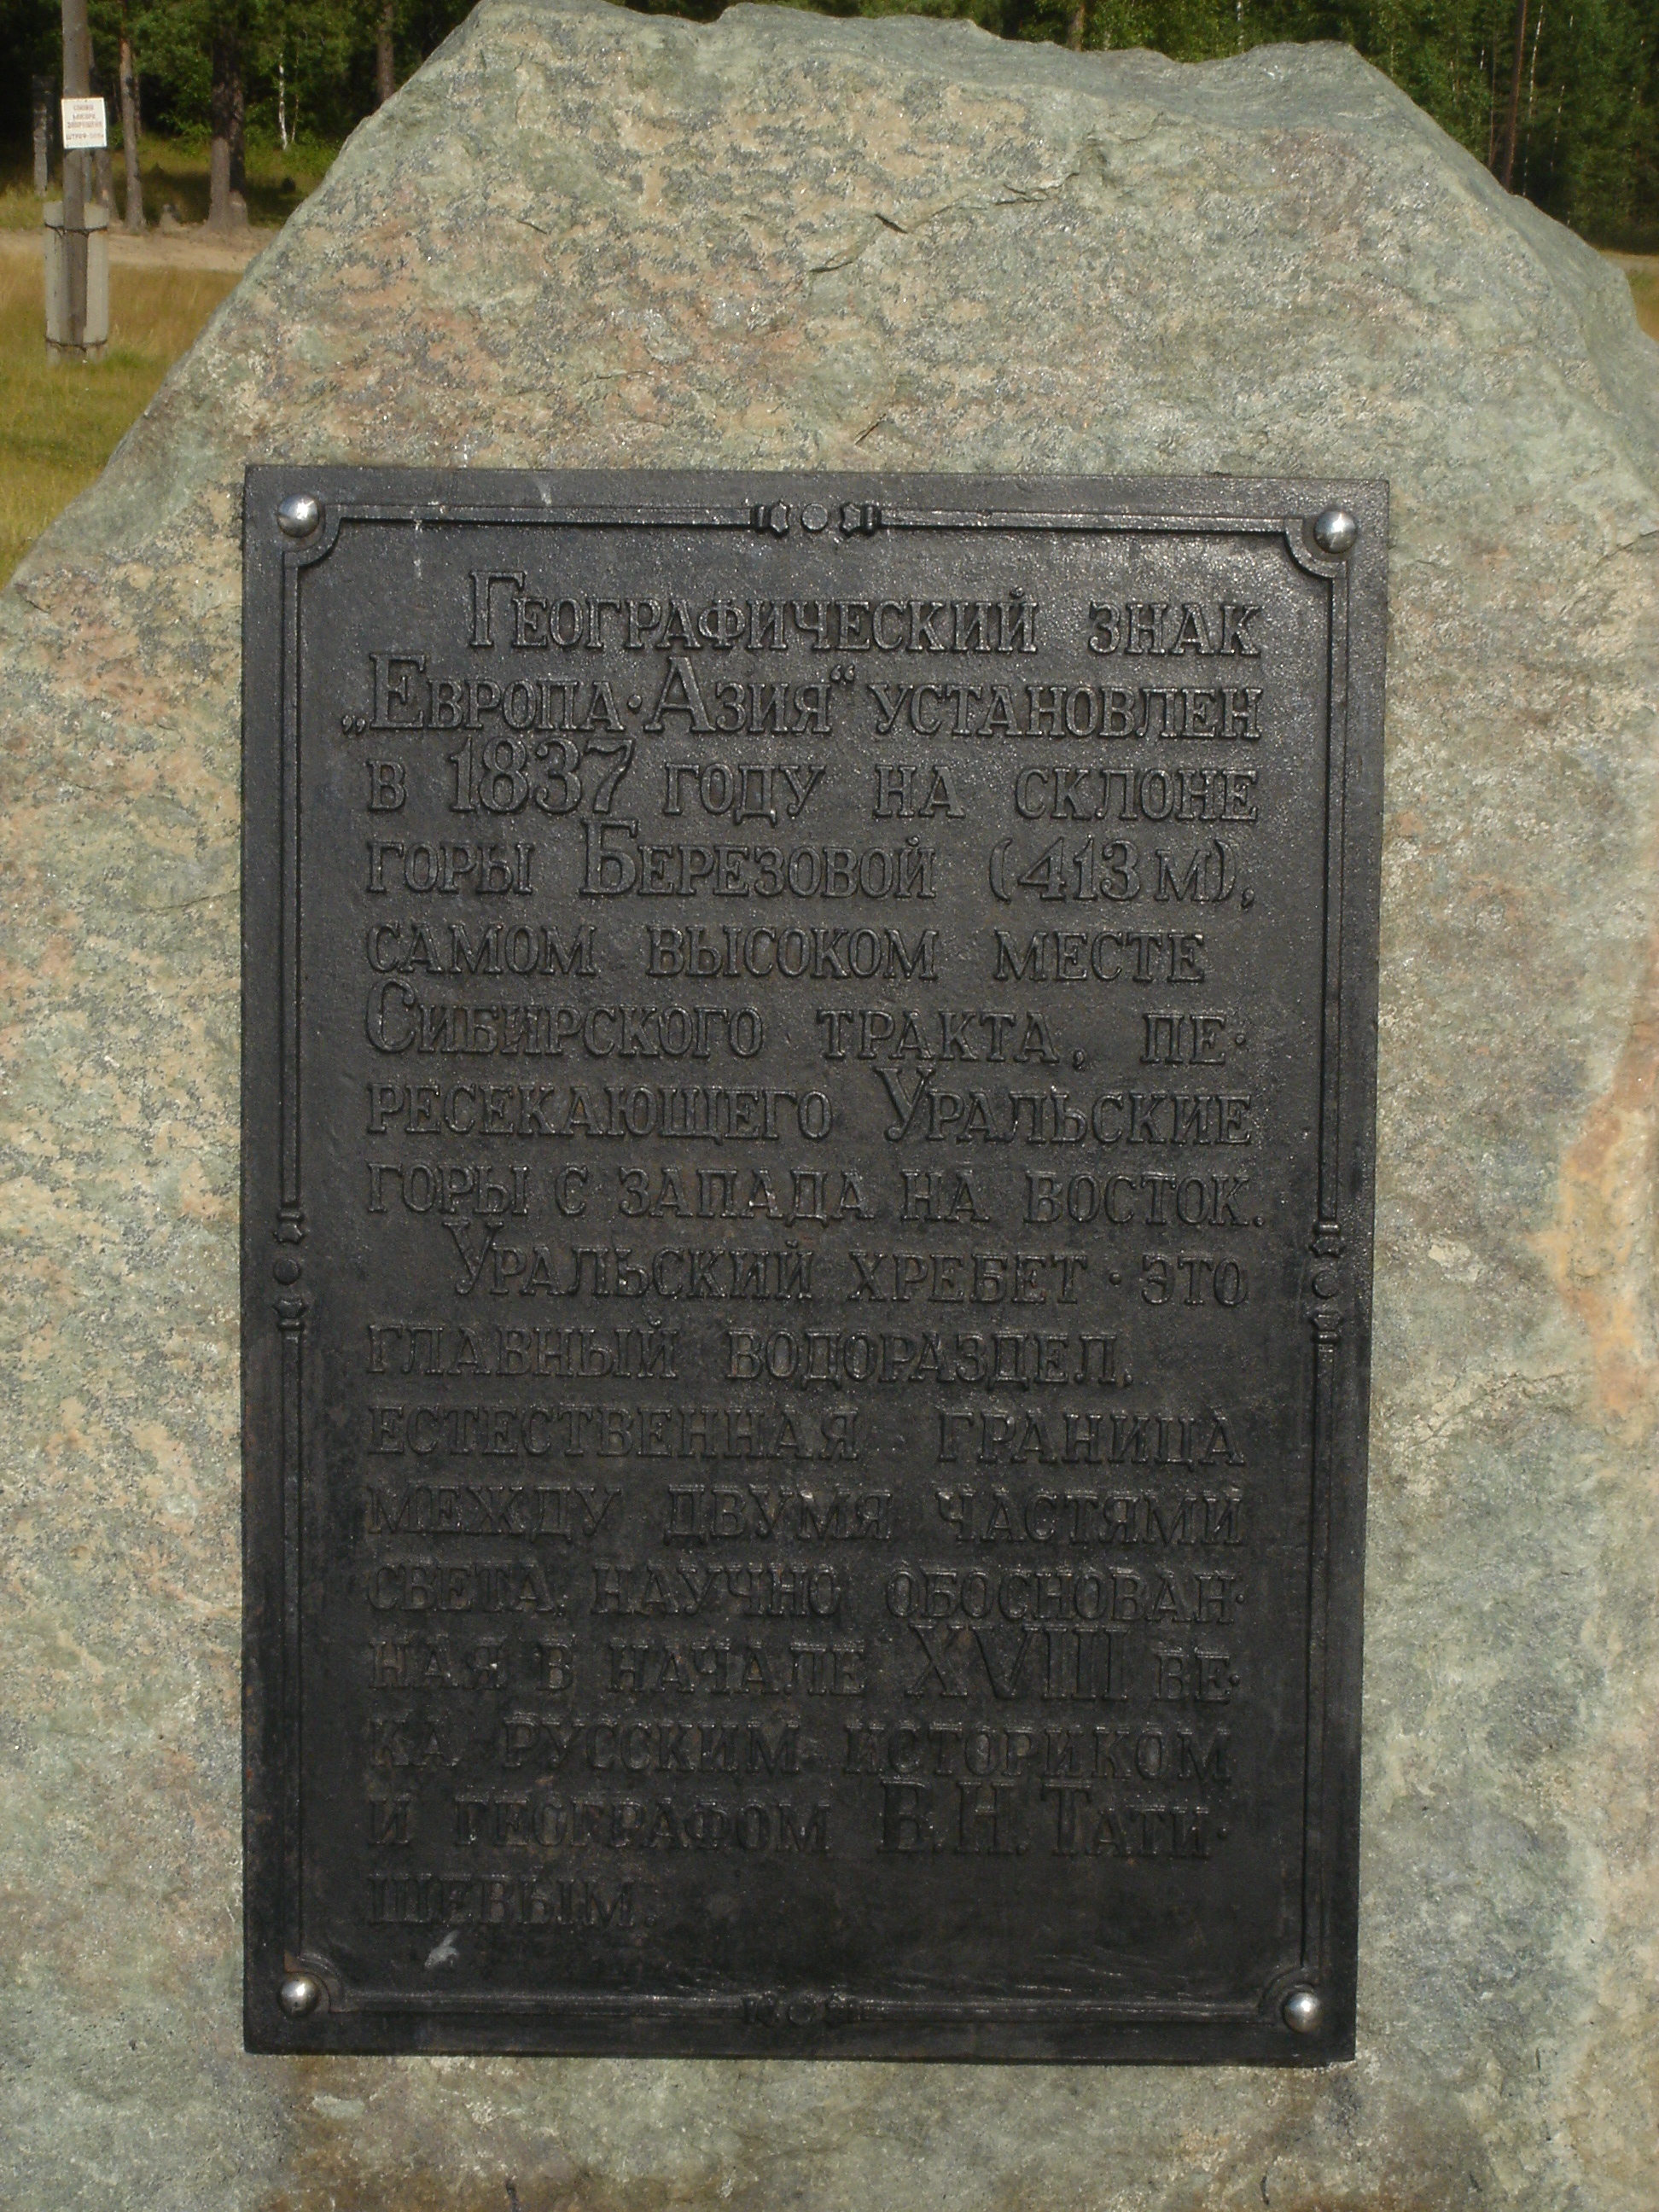 Географический знак
„Европа·Азия“ установлен
в 1837 году на склоне
горы Березовой (413 м),
самом высоком месте
Сибирского тракта, пе-
ресекающего Уральские
горы с запада на восток.
Уральский хребет - это
главный водораздел,
естественная граница
между двумя частями
света, научно обоснован-
ная в начале XVIII ве-
ка русским историком
и географом В.Н. Тати-
щевым.